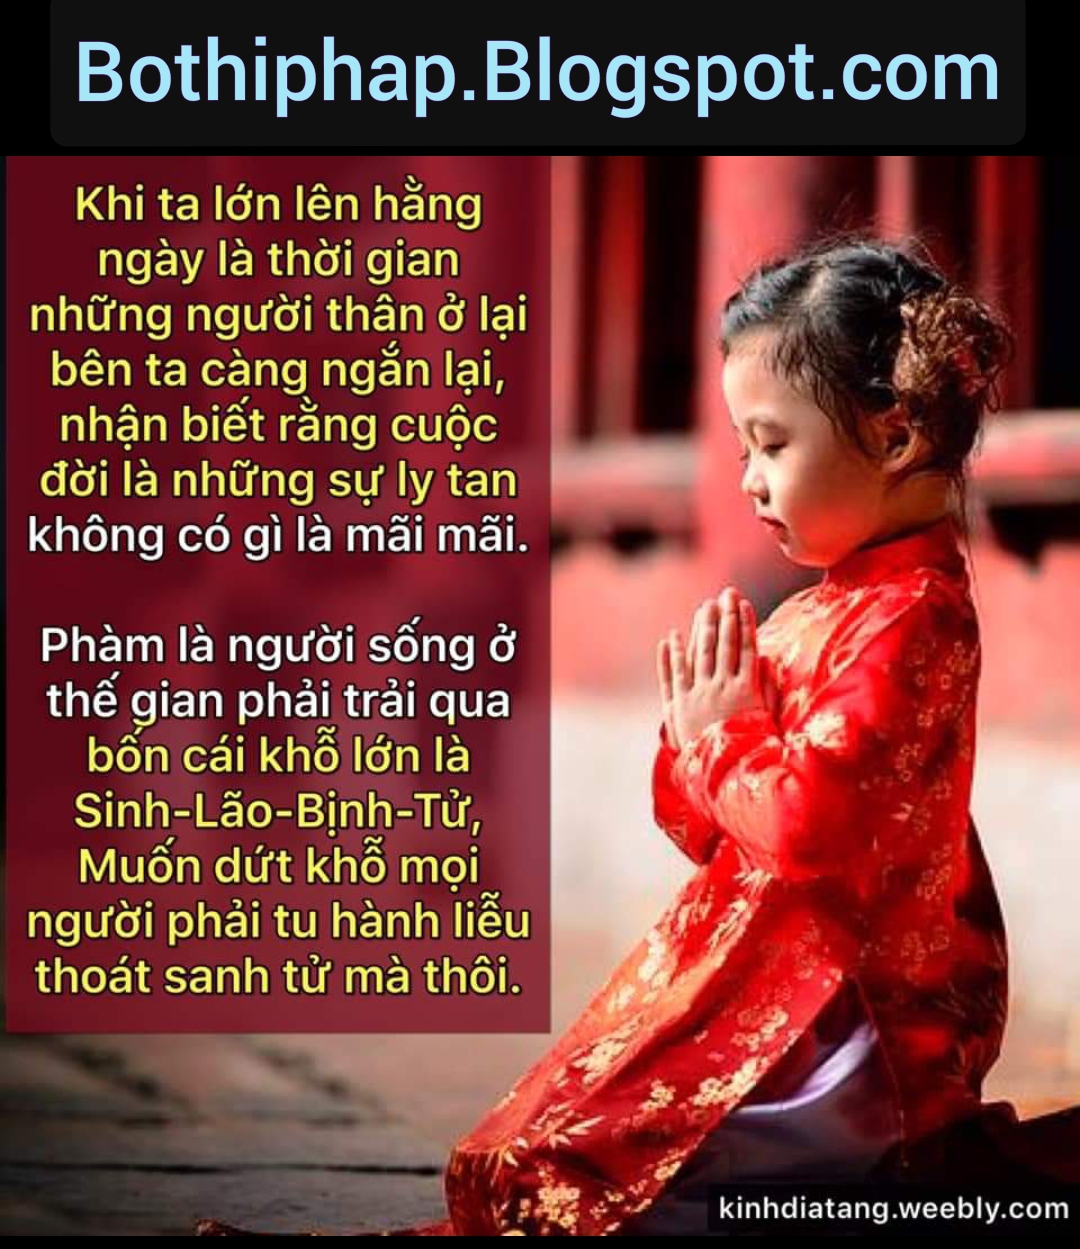 Bothiphap.Blogspot.com
Khi ta lớn lên hằng
ngày là thời gian
những người thân ở lại
bên ta càng ngắn lại,
nhận biết rằng cuộc
đời là những sự ly tan
không có gì là mãi mãi.
Phàm là người sống ở
thế gian phải trải qua
bốn cái khỗ lớn là
Sinh-Lão-Bịnh-Tử,
Muốn dứt khỗ mọi
người phải tu hành liễu
thoát sanh tử mà thôi.
kinhdiatang.weebly.com